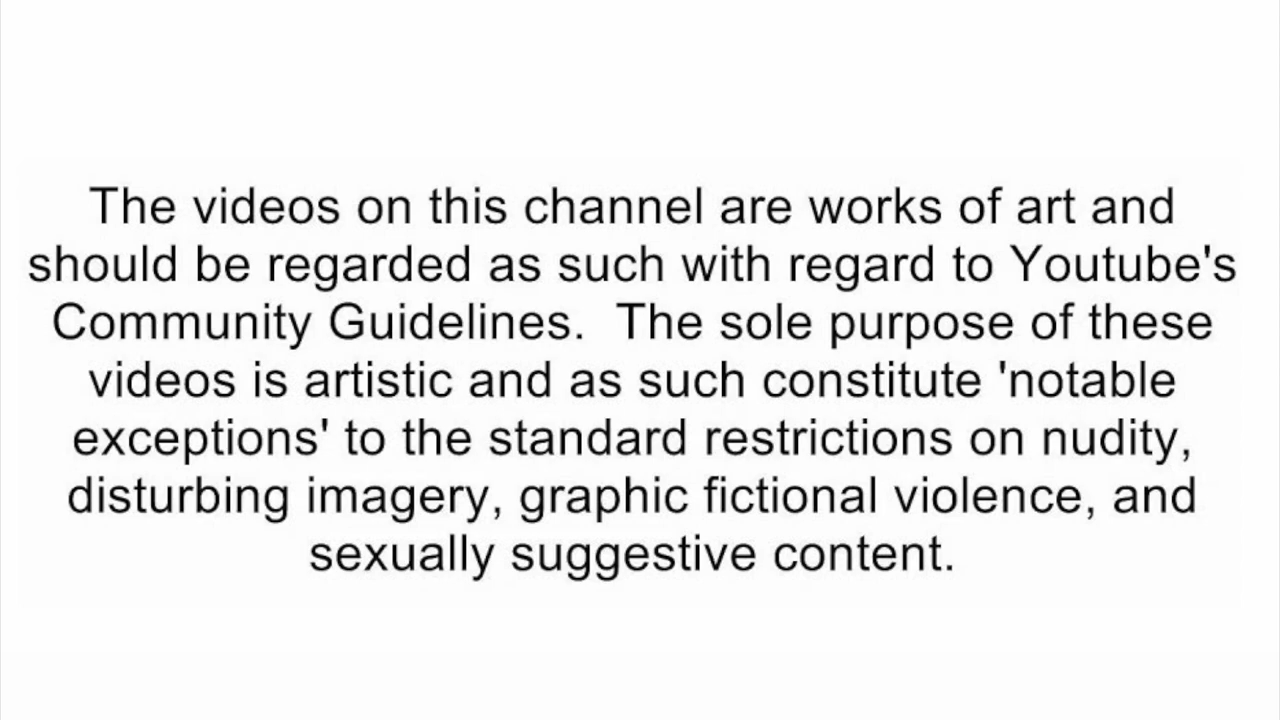 The videos on this channel are works of art and
should be regarded as such with regard to Youtube's
Community Guidelines.  The sole purpose of these
videos is artistic and as such constitute 'notable
exceptions' to the standard restrictions on nudity,
disturbing imagery, graphic fictional violence, and
sexually suggestive content.